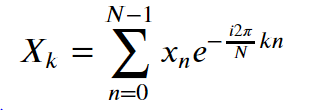 X_k = \sum_{n=0}^{N-1} x_n e^{-\frac{i2\pi}{N} kn}